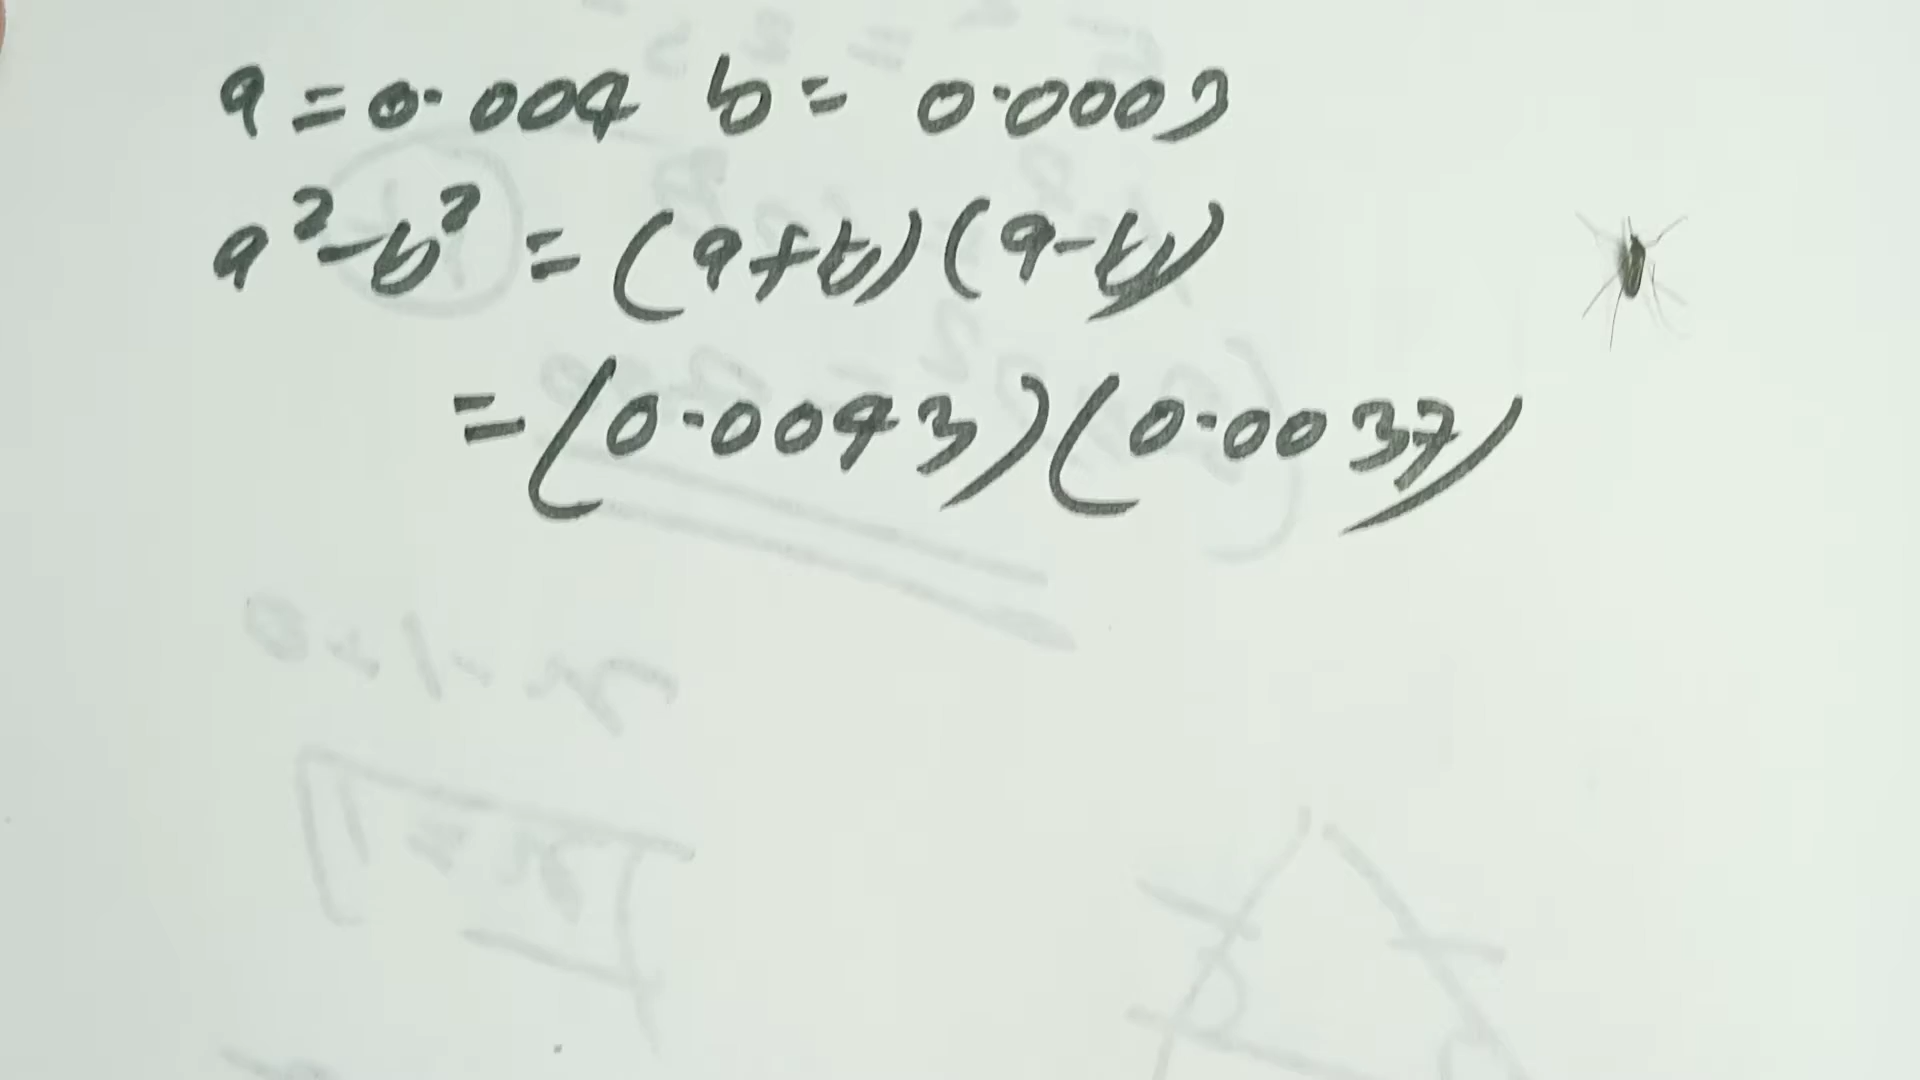 a = 0.004 b = 0.0003
a² - b² = (a+b)(a-b)
= (0.0043)(0.0037)